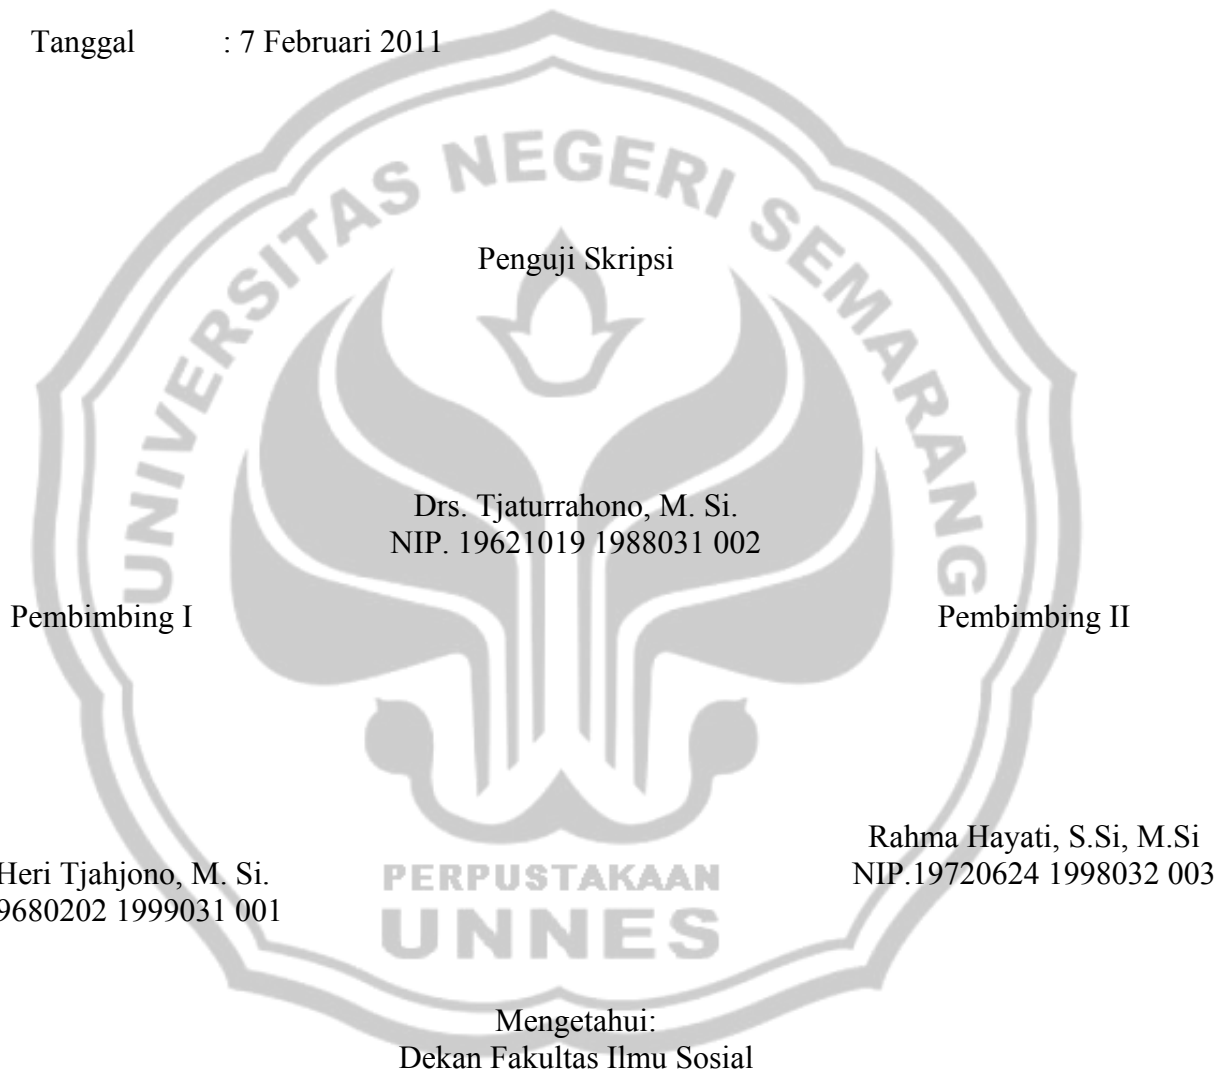 Tanggal : 7 Februari 2011
UNIVERSITAS NEGERI SEMARANG
Penguji Skripsi
Drs. Tjaturrahono, M. Si.
NIP. 19621019 1988031 002
Pembimbing I Pembimbing II
Rahma Hayati, S.Si, M.Si
NIP.19720624 1998032 003
Heri Tjahjono, M. Si.
9680202 1999031 001
PERPUSTAKAAN
UNNES
Mengetahui:
Dekan Fakultas Ilmu Sosial